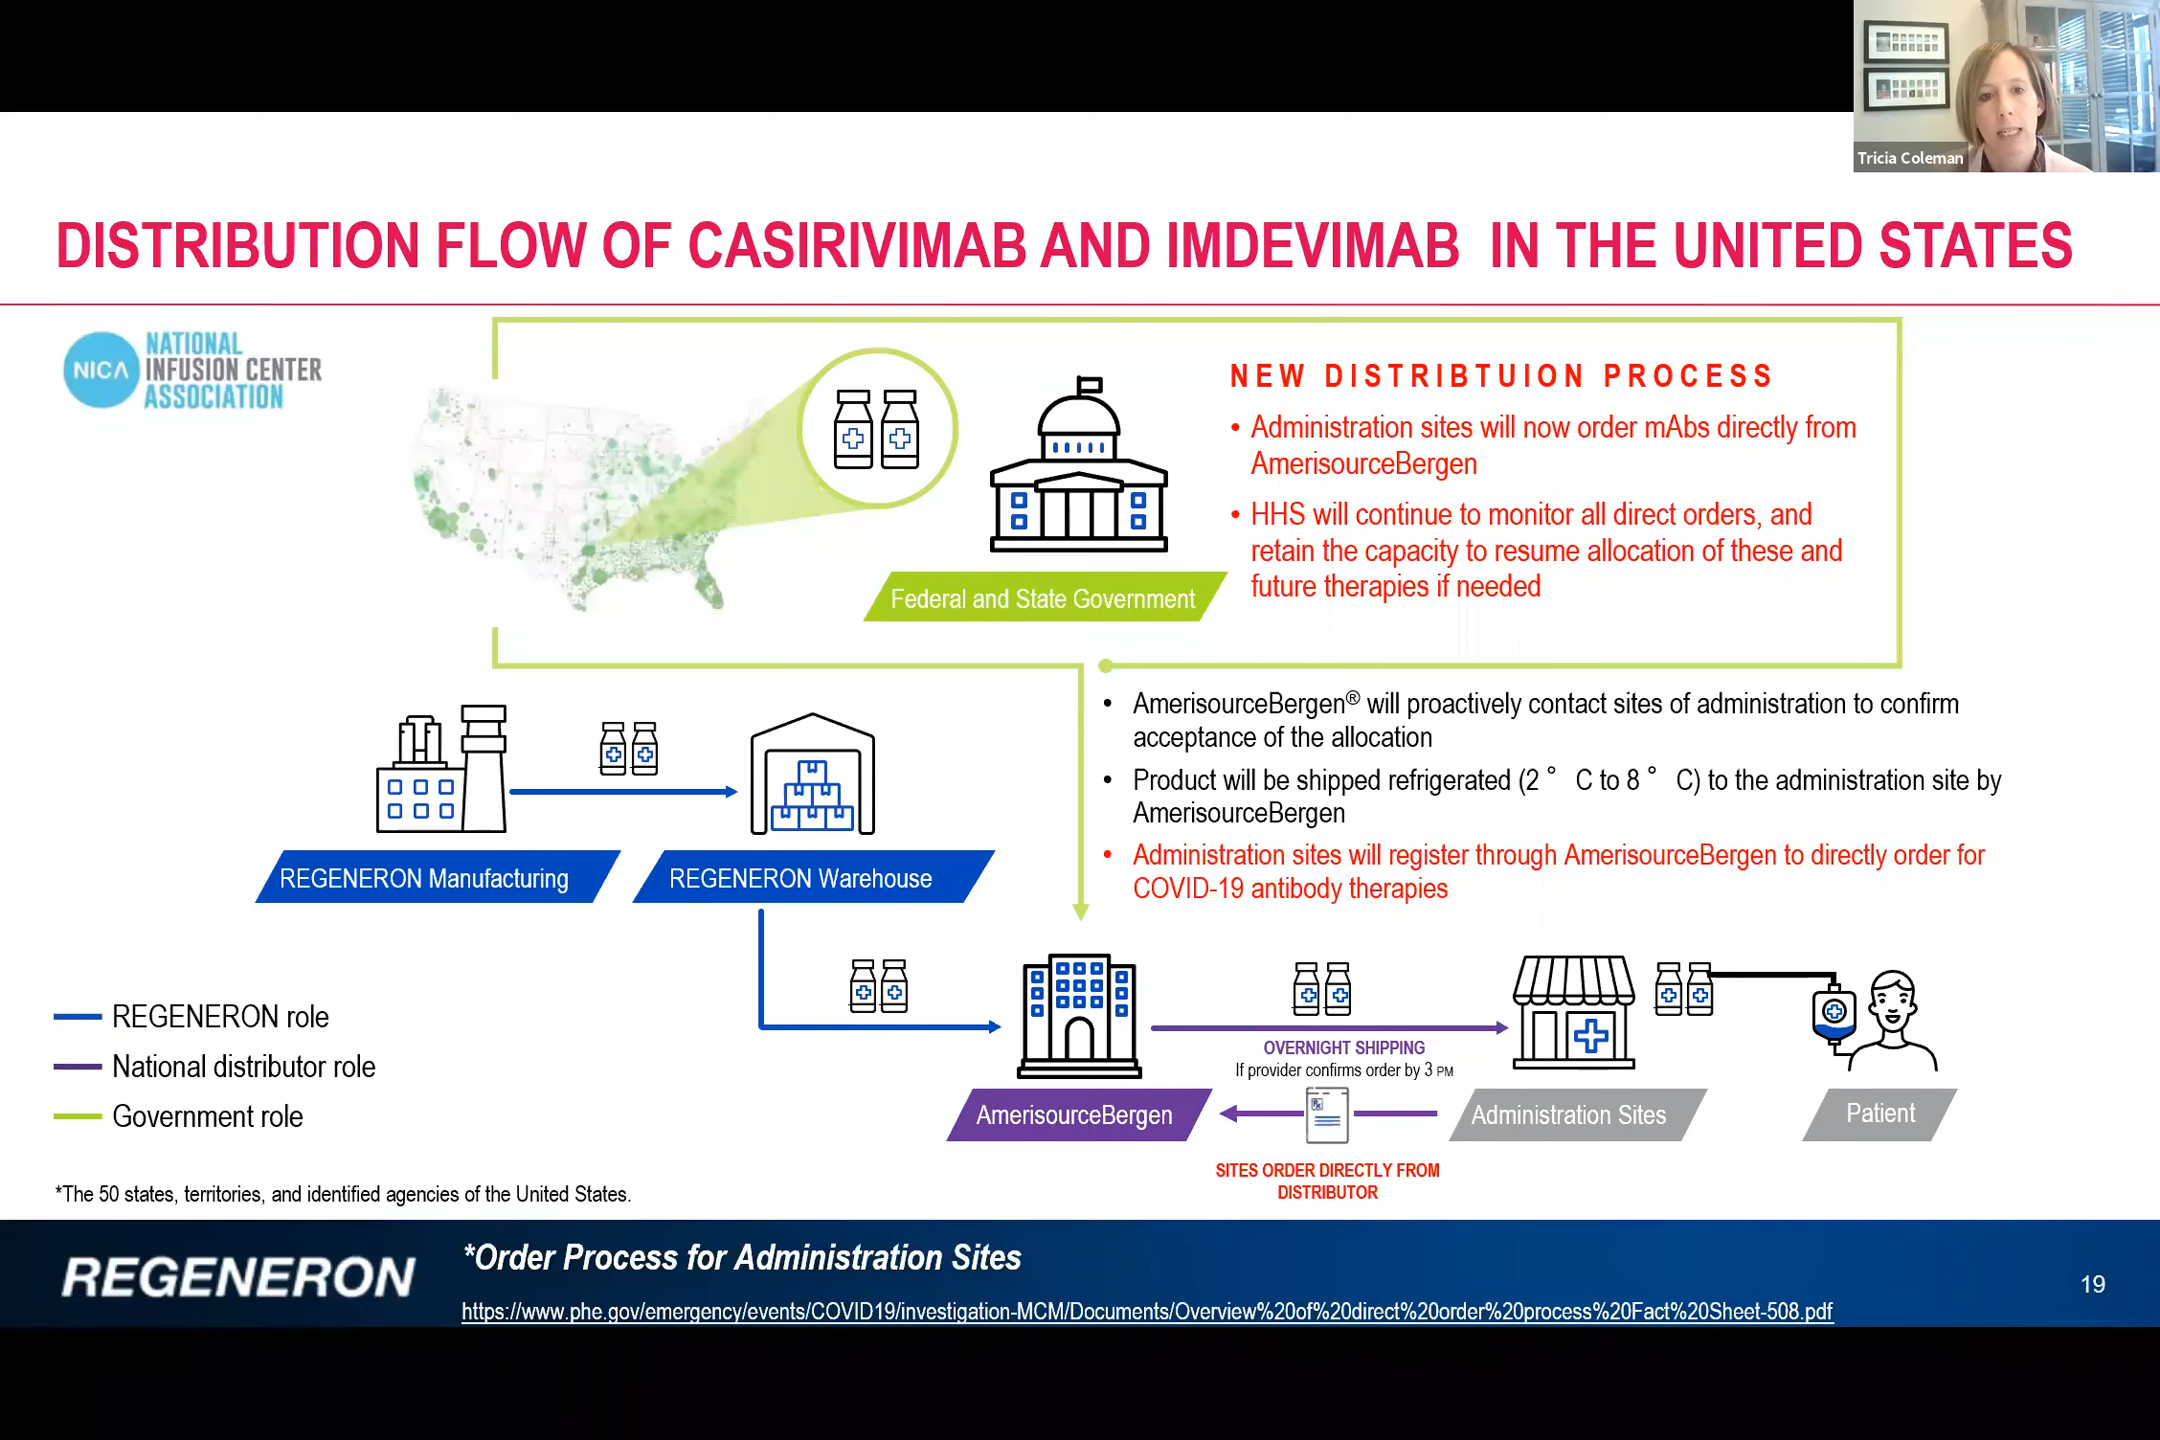 Tricia Coleman
DISTRIBUTION FLOW OF CASIRIVIMAB AND IMDEVIMAB IN THE UNITED STATES
NICA
NATIONAL
INFUSION CENTER
ASSOCIATION
NEW DISTRIBTUION PROCESS
• Administration sites will now order mAbs directly from
AmerisourceBergen
• HHS will continue to monitor all direct orders, and
retain the capacity to resume allocation of these and
future therapies if needed
Federal and State Government
• AmerisourceBergen® will proactively contact sites of administration to confirm
acceptance of the allocation
• Product will be shipped refrigerated (2 ° C to 8 ° C) to the administration site by
AmerisourceBergen
• Administration sites will register through AmerisourceBergen to directly order for
COVID-19 antibody therapies
REGENERON Manufacturing
REGENERON Warehouse
REGENERON role
National distributor role
Government role
OVERNIGHT SHIPPING
If provider confirms order by 3 PM
AmerisourceBergen
Administration Sites
Patient
SITES ORDER DIRECTLY FROM
DISTRIBUTOR
*The 50 states, territories, and identified agencies of the United States.
REGENERON
*Order Process for Administration Sites
https://www.phe.gov/emergency/events/COVID19/investigation-MCM/Documents/Overview%20of%20direct%20order%20process%20Fact%20Sheet-508.pdf
19